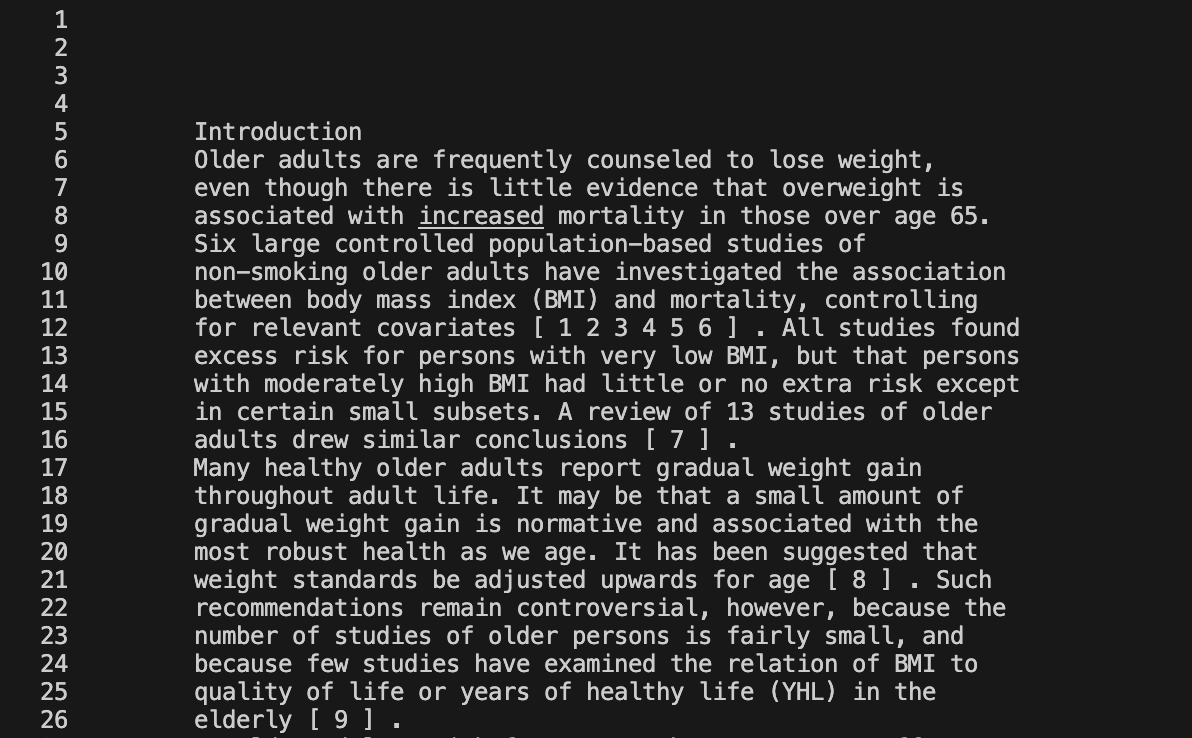 1
2
3
4
5 Introduction
6 Older adults are frequently counseled to lose weight,
7 even though there is little evidence that overweight is
8 associated with increased mortality in those over age 65.
9 Six large controlled population-based studies of
10 non-smoking older adults have investigated the association
11 between body mass index (BMI) and mortality, controlling
12 for relevant covariates [ 1 2 3 4 5 6 ] . All studies found
13 excess risk for persons with very low BMI, but that persons
14 with moderately high BMI had little or no extra risk except
15 in certain small subsets. A review of 13 studies of older
16 adults drew similar conclusions [ 7 ] .
17 Many healthy older adults report gradual weight gain
18 throughout adult life. It may be that a small amount of
19 gradual weight gain is normative and associated with the
20 most robust health as we age. It has been suggested that
21 weight standards be adjusted upwards for age [ 8 ] . Such
22 recommendations remain controversial, however, because the
23 number of studies of older persons is fairly small, and
24 because few studies have examined the relation of BMI to
25 quality of life or years of healthy life (YHL) in the
26 elderly [ 9 ] .